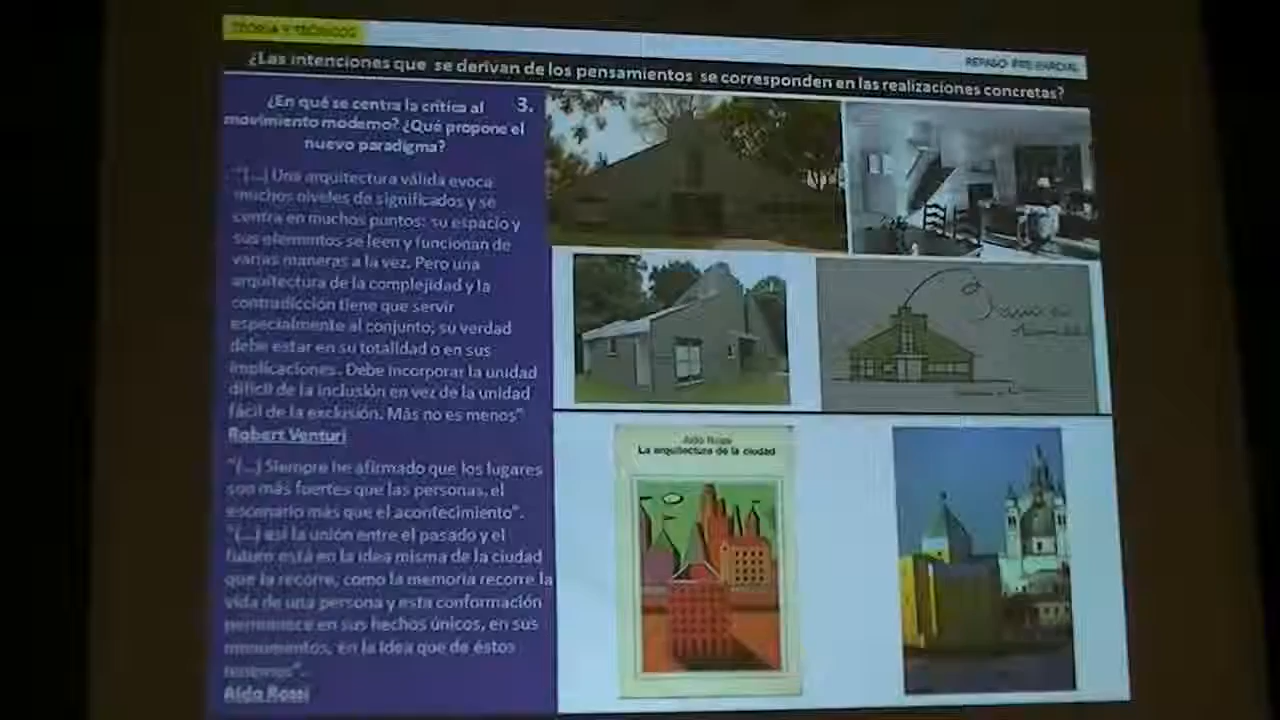 TEORIA Y TEÓRICOS
REPASO PRE-PARCIAL
¿Las intenciones que se derivan de los pensamientos se corresponden en las realizaciones concretas?
¿En qué se centra la crítica al 3.
movimiento moderno? ¿Qué propone el
nuevo paradigma?
"(...) Una arquitectura válida evoca
muchos niveles de significados y se
centra en muchos puntos: su espacio y
sus elementos se leen y funcionan de
varias maneras a la vez. Pero una
arquitectura de la complejidad y la
contradicción tiene que servir
especialmente al conjunto; su verdad
debe estar en su totalidad o en sus
implicaciones. Debe incorporar la unidad
difícil de la inclusión en vez de la unidad
fácil de la exclusión. Más no es menos"
Robert Venturi
"(...) Siempre he afirmado que los lugares
son más fuertes que las personas, el
escenario más que el acontecimiento".
"(...) así la unión entre el pasado y el
futuro está en la idea misma de la ciudad
que la recorre, como la memoria recorre la
vida de una persona y esta conformación
permanece en sus hechos únicos, en sus
monumentos, en la idea que de éstos
tenemos".
Aldo Rossi
Aldo Rossi
La arquitectura de la ciudad